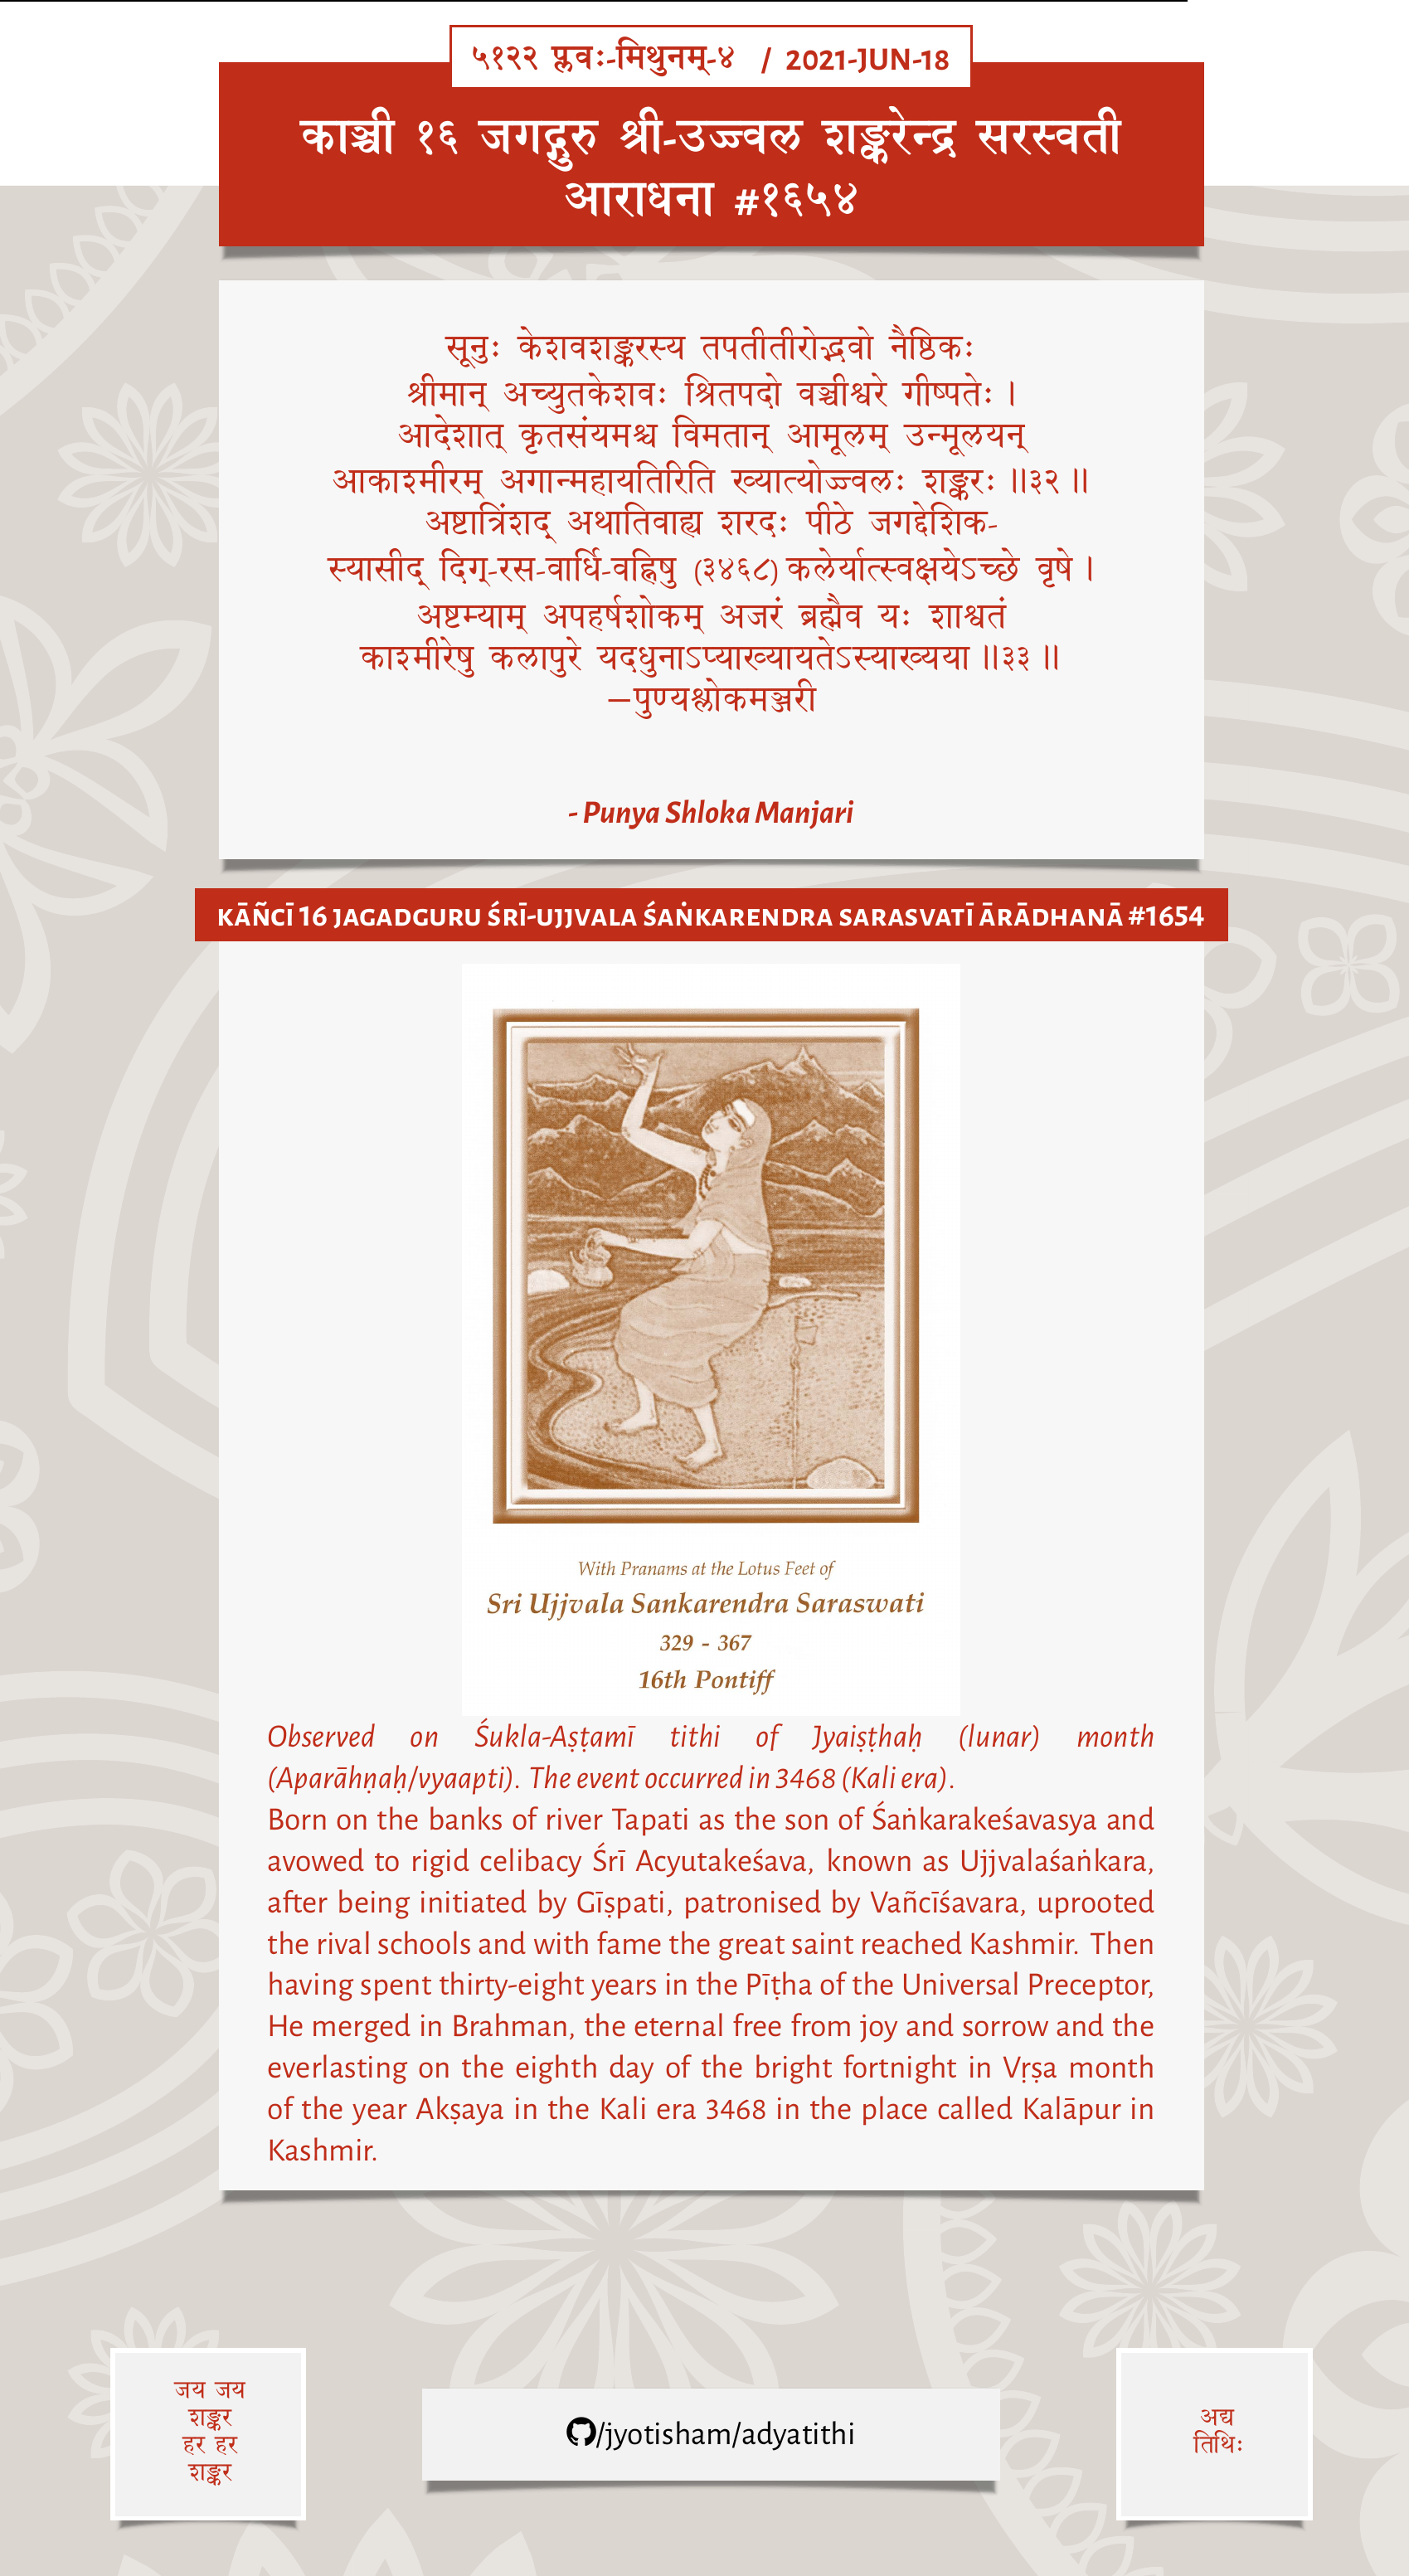 ५१२२ प्लवः-मिथुनम्-४ / 2021-JUN-18
काञ्ची १६ जगद्गुरु श्री-उज्ज्वल शङ्करेन्द्र सरस्वती
आराधना #१६५४
सूनुः केशवशङ्करस्य तपतीतीरोद्भवो नैष्ठिकः
श्रीमान् अच्युतकेशवः श्रितपदो वञ्चीश्वरे गीष्पतेः ।
आदेशात् कृतसंयमश्च विमतान् आमूलम् उन्मूलयन्
आकाश्मीरम् अगान्महायतिरिति ख्यात्योज्ज्वलः शङ्करः ॥३२॥
अष्टात्रिंशद् अथातिवाह्य शरदः पीठे जगद्देशिक-
स्यासीद् दिग्-रस-वार्धि-वह्निषु (३४६८) कलेर्यात्स्वक्षयेऽच्छे वृषे ।
अष्टम्याम् अपहर्षशोकम् अजरं ब्रह्मैव यः शाश्वतं
काश्मीरेषु कलापुरे यदधुनाऽप्याख्यायतेऽस्याख्यया ॥३३॥
—पुण्यश्लोकमञ्जरी
- Punya Shloka Manjari
KĀÑCĪ 16 JAGADGURU ŚRĪ-UJJVALA ŚAṄKARENDRA SARASVATĪ ĀRĀDHANĀ #1654
With Pranams at the Lotus Feet of
Sri Ujjvala Sankarendra Saraswati
329 - 367
16th Pontiff
Observed on Śukla-Aṣṭamī tithi of Jyaiṣṭhaḥ (lunar) month
(Aparāhṇaḥ/vyaapti). The event occurred in 3468 (Kali era).
Born on the banks of river Tapati as the son of Śaṅkarakeśavasya and
avowed to rigid celibacy Śrī Acyutakeśava, known as Ujjvalaśaṅkara,
after being initiated by Gīṣpati, patronised by Vañcīśavara, uprooted
the rival schools and with fame the great saint reached Kashmir. Then
having spent thirty-eight years in the Pīṭha of the Universal Preceptor,
He merged in Brahman, the eternal free from joy and sorrow and the
everlasting on the eighth day of the bright fortnight in Vṛṣa month
of the year Akṣaya in the Kali era 3468 in the place called Kalāpur in
Kashmir.
जय जय
शङ्कर
हर हर
शङ्कर
/jyotisham/adyatithi
अद्य
तिथिः